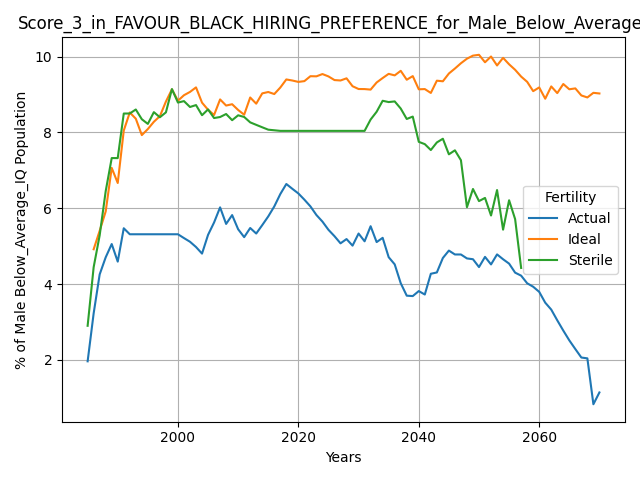 Score_3_in_FAVOUR_BLACK_HIRING_PREFERENCE_for_Male_Below_Average
% of Male Below_Average_IQ Population
10
8
6
4
2
Fertility
Actual
Ideal
Sterile
2000 2020 2040 2060
Years